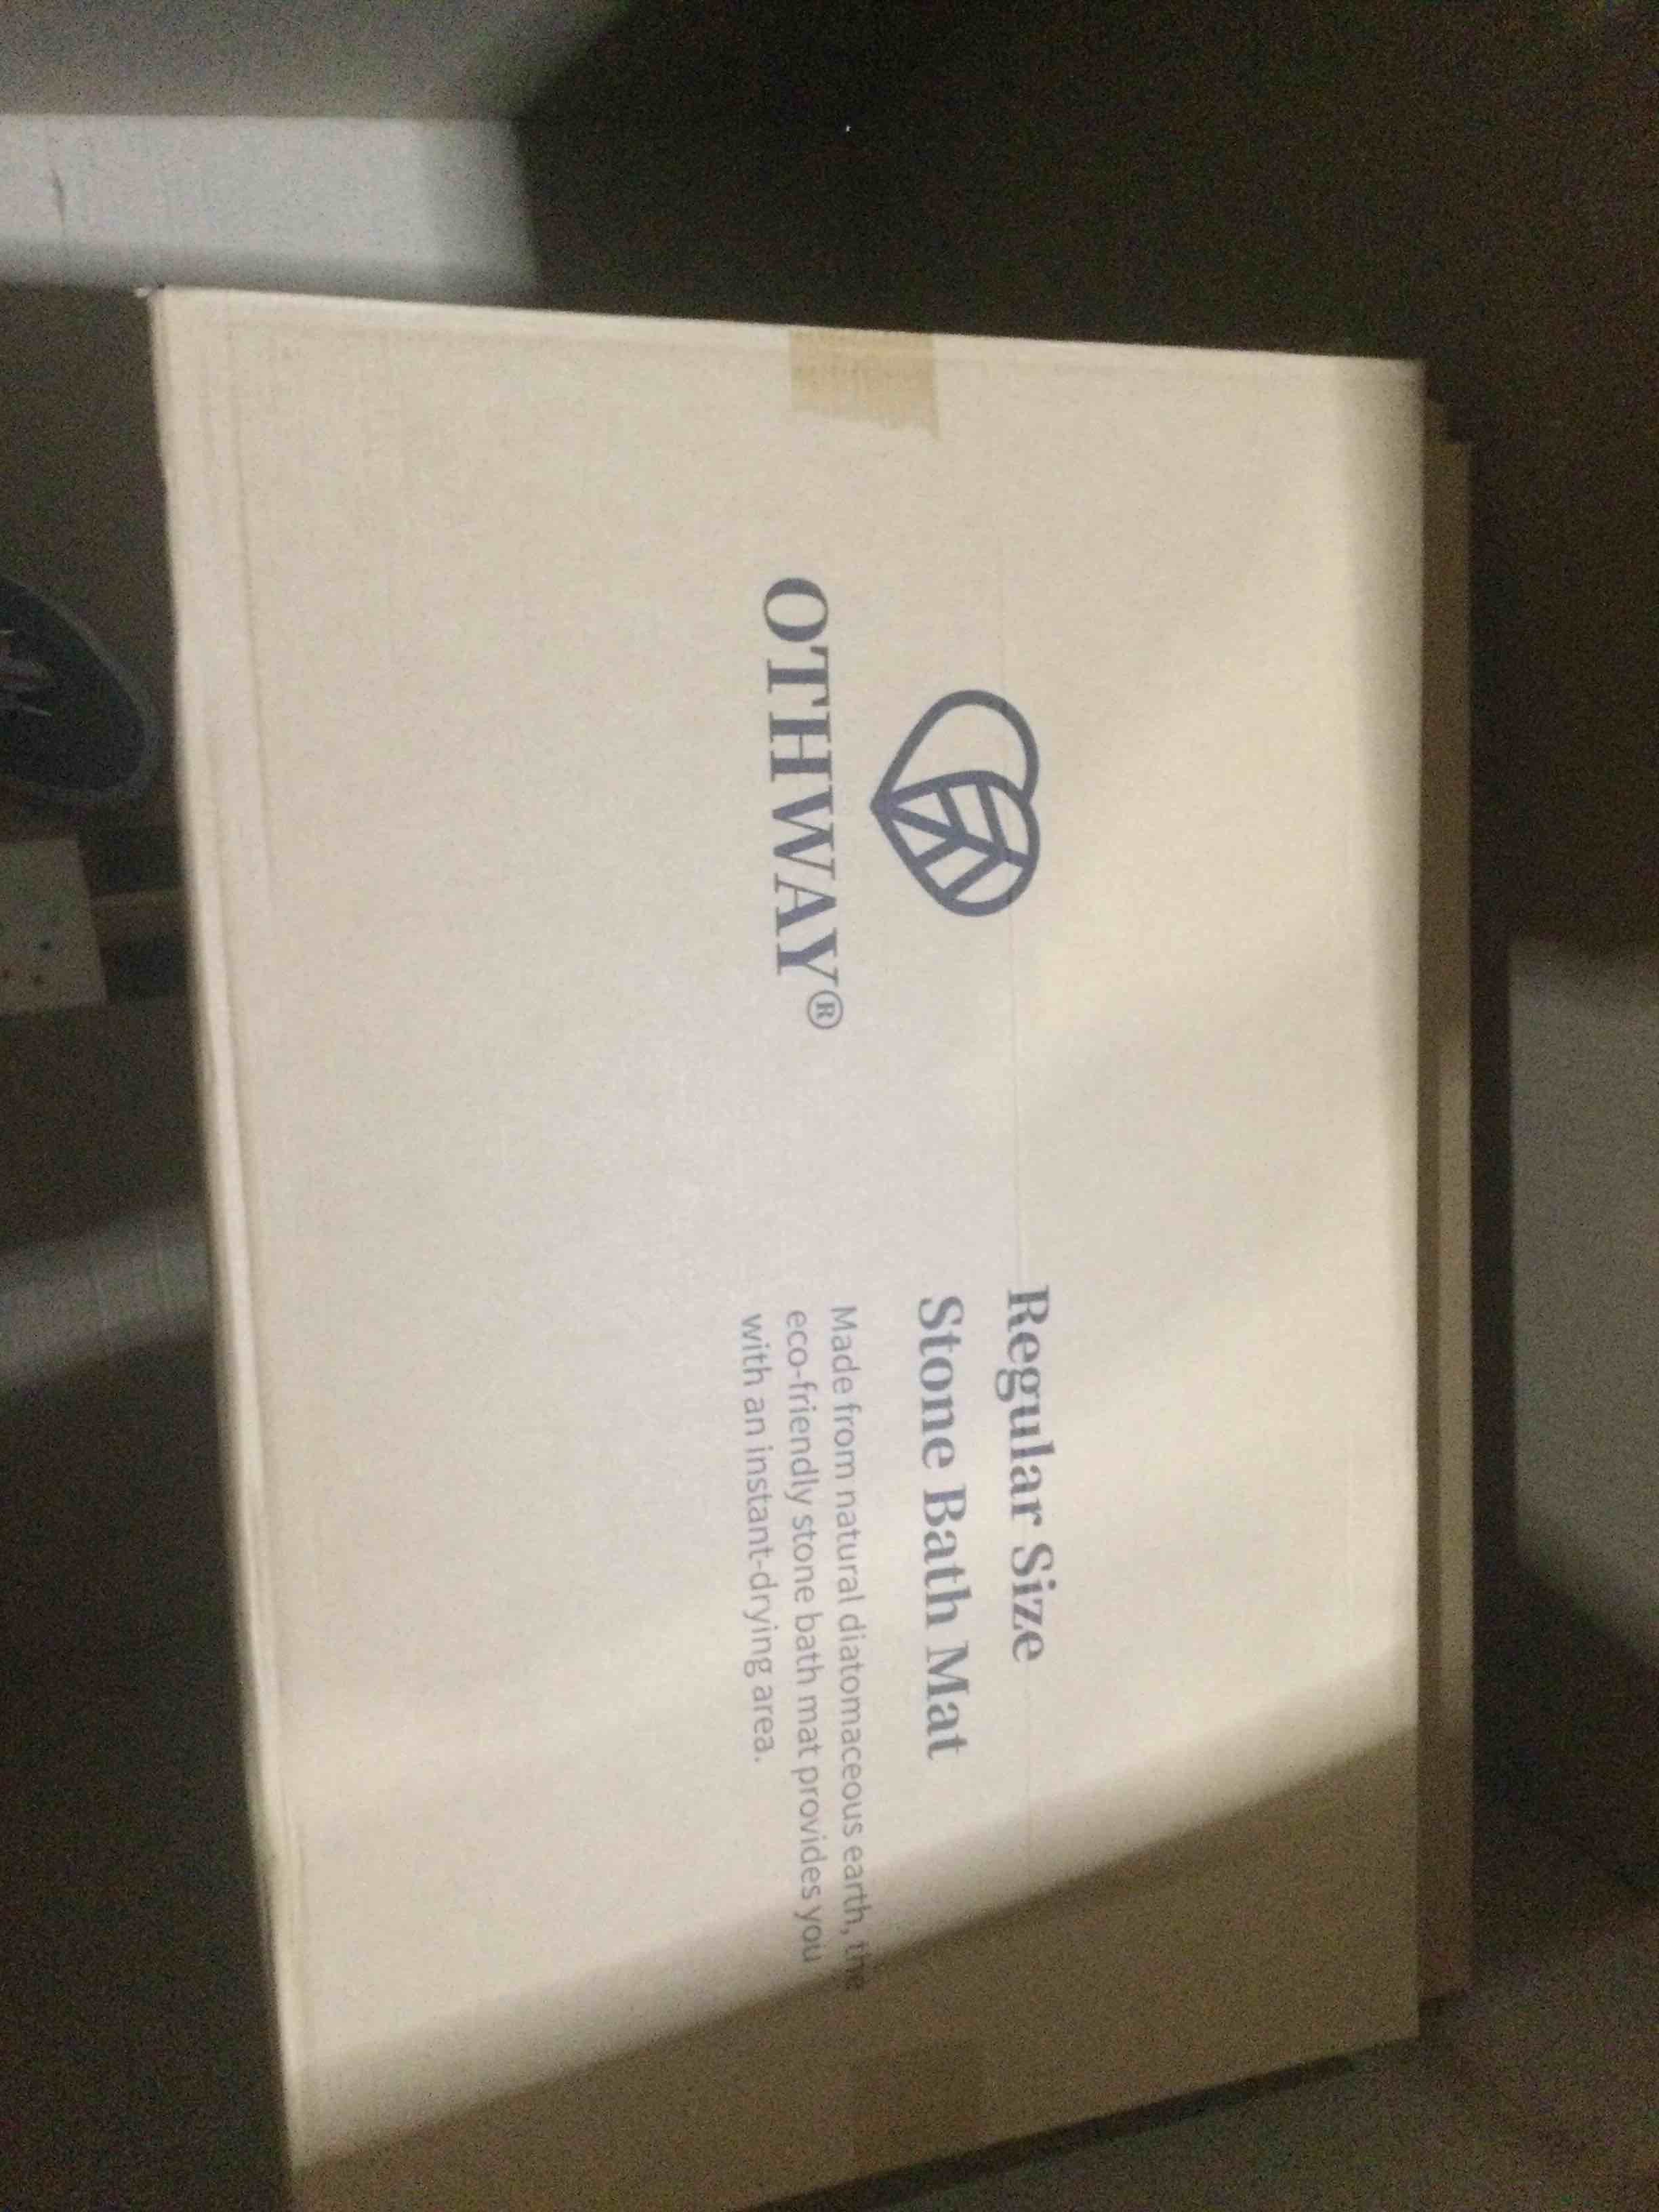 OTHWAY®
Regular Size
Stone Bath Mat
Made from natural diatomaceous earth, the
eco-friendly stone bath mat provides you
with an instant-drying area.